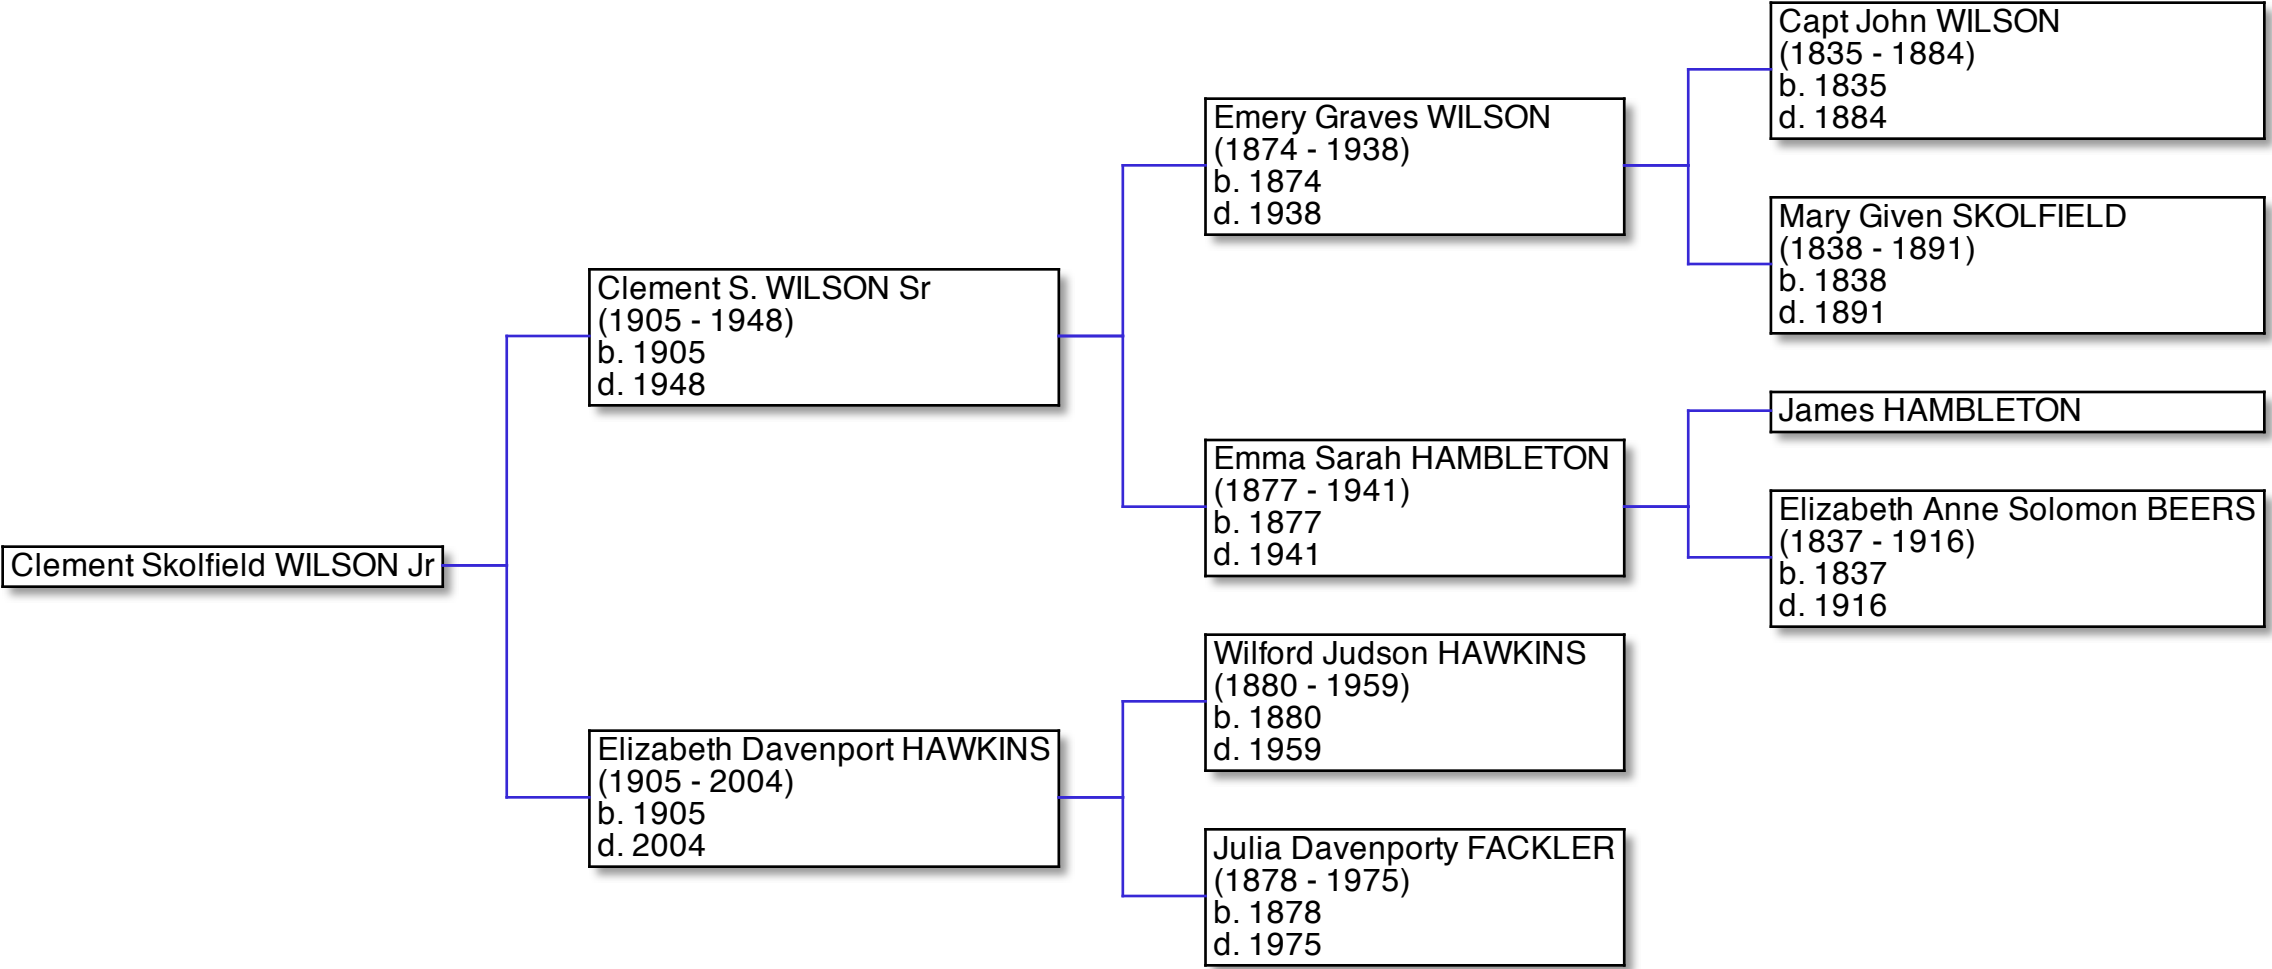 Capt John WILSON
(1835 - 1884)
b. 1835
d. 1884
Emery Graves WILSON
(1874 - 1938)
b. 1874
d. 1938
Mary Given SKOLFIELD
(1838 - 1891)
b. 1838
d. 1891
Clement S. WILSON Sr
(1905 - 1948)
b. 1905
d. 1948
James HAMBLETON
Emma Sarah HAMBLETON
(1877 - 1941)
b. 1877
d. 1941
Elizabeth Anne Solomon BEERS
(1837 - 1916)
b. 1837
d. 1916
Clement Skolfield WILSON Jr
Wilford Judson HAWKINS
(1880 - 1959)
b. 1880
d. 1959
Elizabeth Davenport HAWKINS
(1905 - 2004)
b. 1905
d. 2004
Julia Davenporty FACKLER
(1878 - 1975)
b. 1878
d. 1975